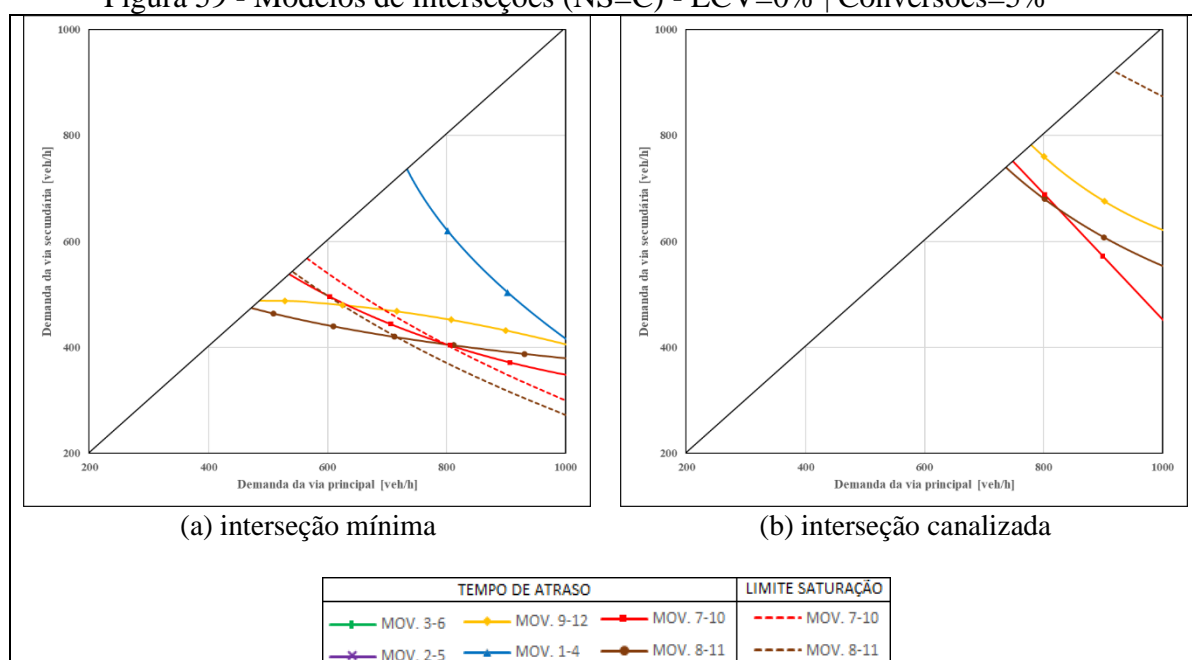 Figura 59 - Modelos de interseções (NS=C) - ECV=0% | Conversões=5%
1000
800
600
400
200
200
400
600
800
1000
Demanda da via secundária [veh/h]
Demanda da via principal [veh/h]
(a) interseção mínima
1000
800
600
400
200
200
400
600
800
1000
Demanda da via secundária [veh/h]
Demanda da via principal [veh/h]
(b) interseção canalizada
TEMPO DE ATRASO
LIMITE SATURAÇÃO
MOV. 3-6 MOV. 9-12 MOV. 7-10 MOV. 7-10
MOV. 2-5 MOV. 1-4 MOV. 8-11 MOV. 8-11